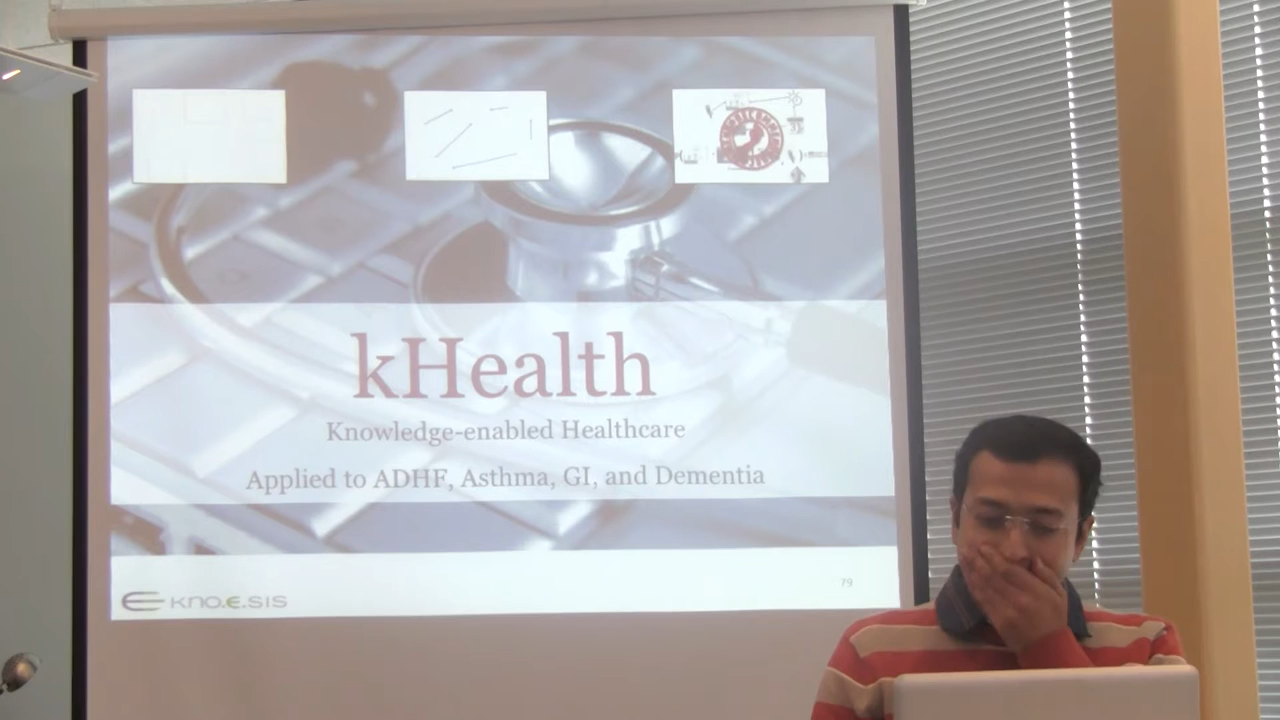 kHealth
Knowledge-enabled Healthcare
Applied to ADHF, Asthma, GI, and Dementia
79
KNO.E.SIS